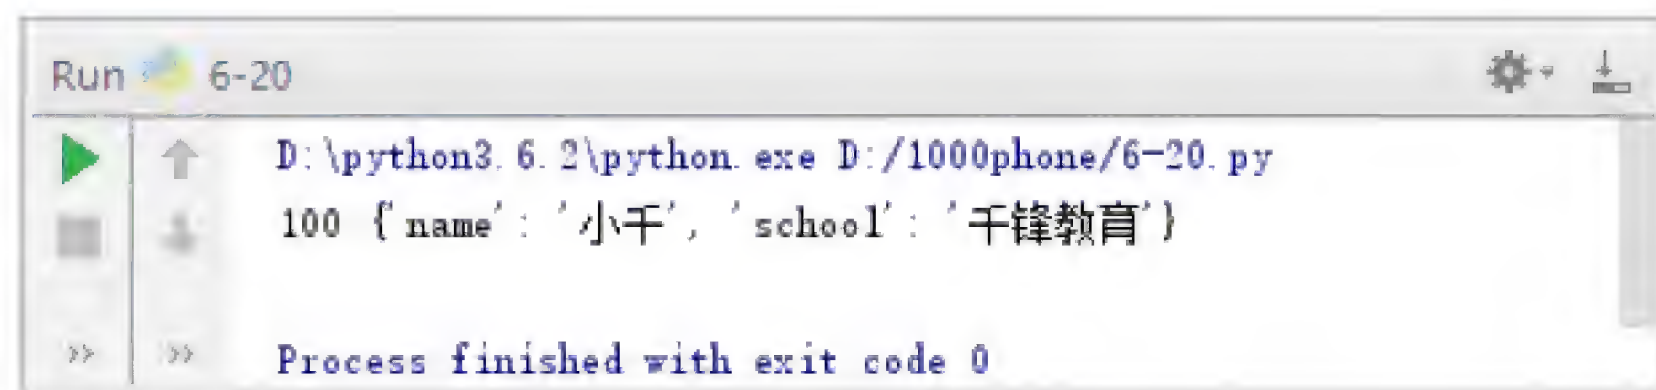 Run 6-20
D:\python3.6.2\python.exe D:/1000phone/6-20.py
100 {'name': '小千', 'school': '千锋教育'}
Process finished with exit code 0